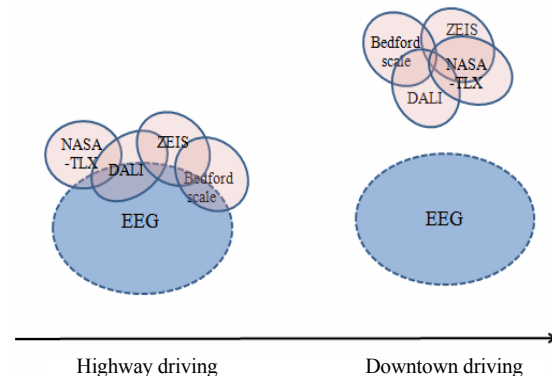 ZEIS
Bedford
scale
NASA
-TLX
DALI
NASA
-TLX
DALI
ZEIS
Bedford
scale
EEG
EEG
Highway driving
Downtown driving